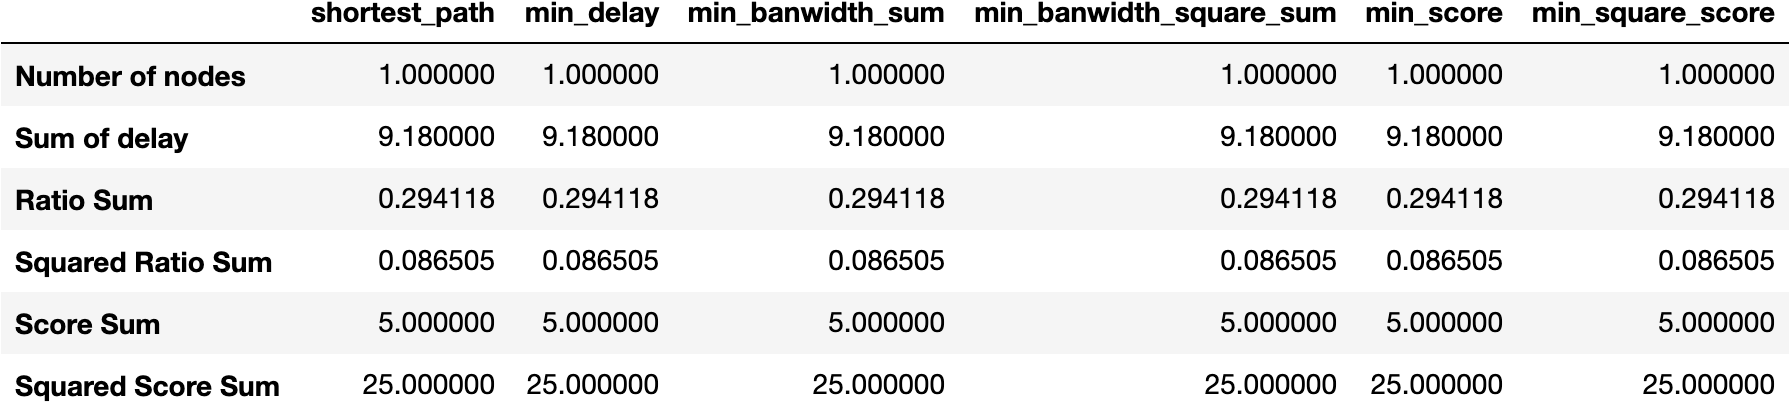 shortest_path min_delay min_banwidth_sum min_banwidth_square_sum min_score min_square_score
Number of nodes 1.000000 1.000000 1.000000 1.000000 1.000000 1.000000
Sum of delay 9.180000 9.180000 9.180000 9.180000 9.180000 9.180000
Ratio Sum 0.294118 0.294118 0.294118 0.294118 0.294118 0.294118
Squared Ratio Sum 0.086505 0.086505 0.086505 0.086505 0.086505 0.086505
Score Sum 5.000000 5.000000 5.000000 5.000000 5.000000 5.000000
Squared Score Sum 25.000000 25.000000 25.000000 25.000000 25.000000 25.000000